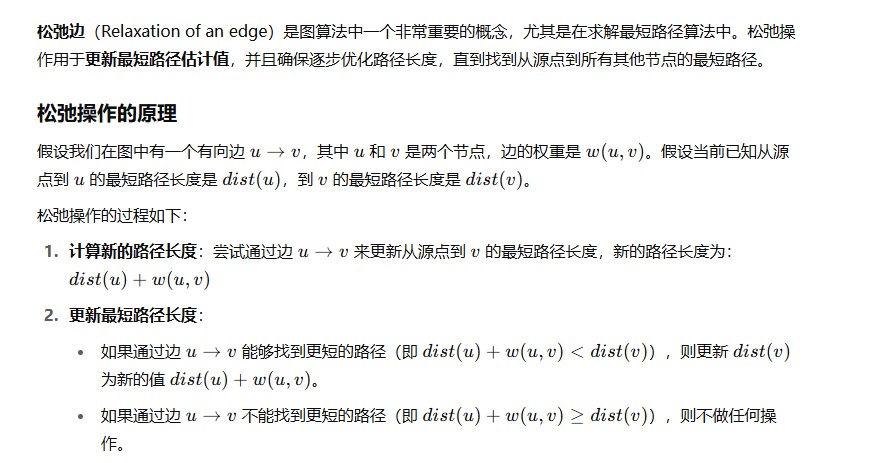 松弛边（Relaxation of an edge）是图算法中一个非常重要的概念，尤其是在求解最短路径算法中。松弛操
作用于更新最短路径估计值，并且确保逐步优化路径长度，直到找到从源点到所有其他节点的最短路径。
松弛操作的原理
假设我们在图中有一个有向边 u → v，其中 u 和 v 是两个节点，边的权重是 w(u, v)。假设当前已知从源
点到 u 的最短路径长度是 dist(u)，到 v 的最短路径长度是 dist(v)。
松弛操作的过程如下：
1. 计算新的路径长度：尝试通过边 u → v 来更新从源点到 v 的最短路径长度，新的路径长度为：
dist(u) + w(u, v)
2. 更新最短路径长度：
• 如果通过边 u → v 能够找到更短的路径（即 dist(u) + w(u, v) < dist(v)），则更新 dist(v)
为新的值 dist(u) + w(u, v)。
• 如果通过边 u → v 不能找到更短的路径（即 dist(u) + w(u, v) ≥ dist(v)），则不做任何操
作。